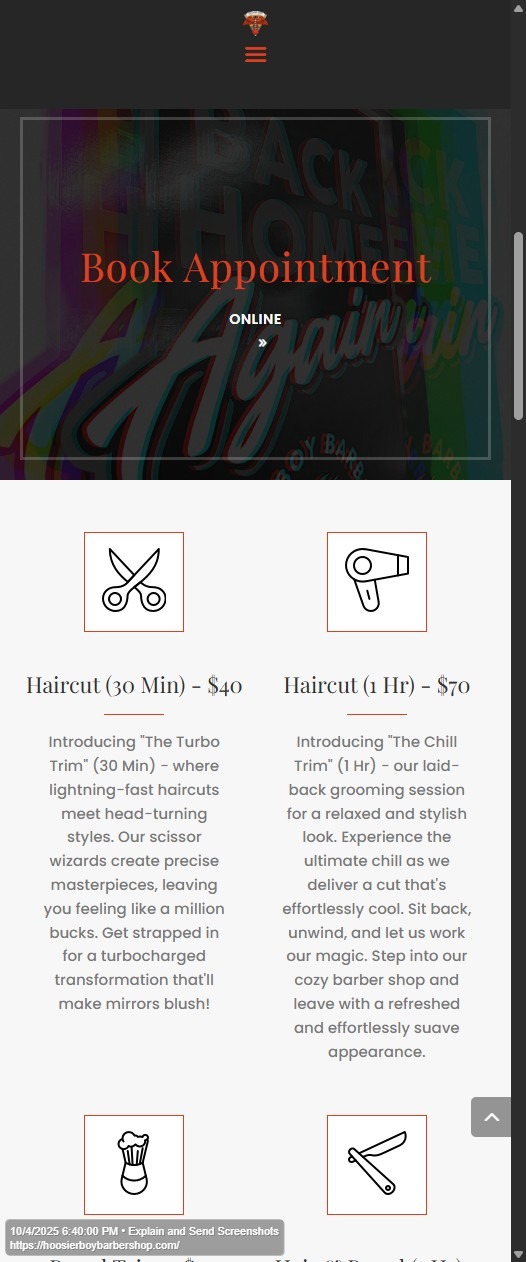 BACK
HOME
Again
Book Appointment
ONLINE
»
Haircut (30 Min) - $40
Introducing "The Turbo
Trim" (30 Min) - where
lightning-fast haircuts
meet head-turning
styles. Our scissor
wizards create precise
masterpieces, leaving
you feeling like a million
bucks. Get strapped in
for a turbocharged
transformation that'll
make mirrors blush!
Haircut (1 Hr) - $70
Introducing "The Chill
Trim" (1 Hr) - our laid-
back grooming session
for a relaxed and stylish
look. Experience the
ultimate chill as we
deliver a cut that's
effortlessly cool. Sit back,
unwind, and let us work
our magic. Step into our
cozy barber shop and
leave with a refreshed
and effortlessly suave
appearance.
10/4/2025 6:40:00 PM • Explain and Send Screenshots
https://hoosierboybarbershop.com/